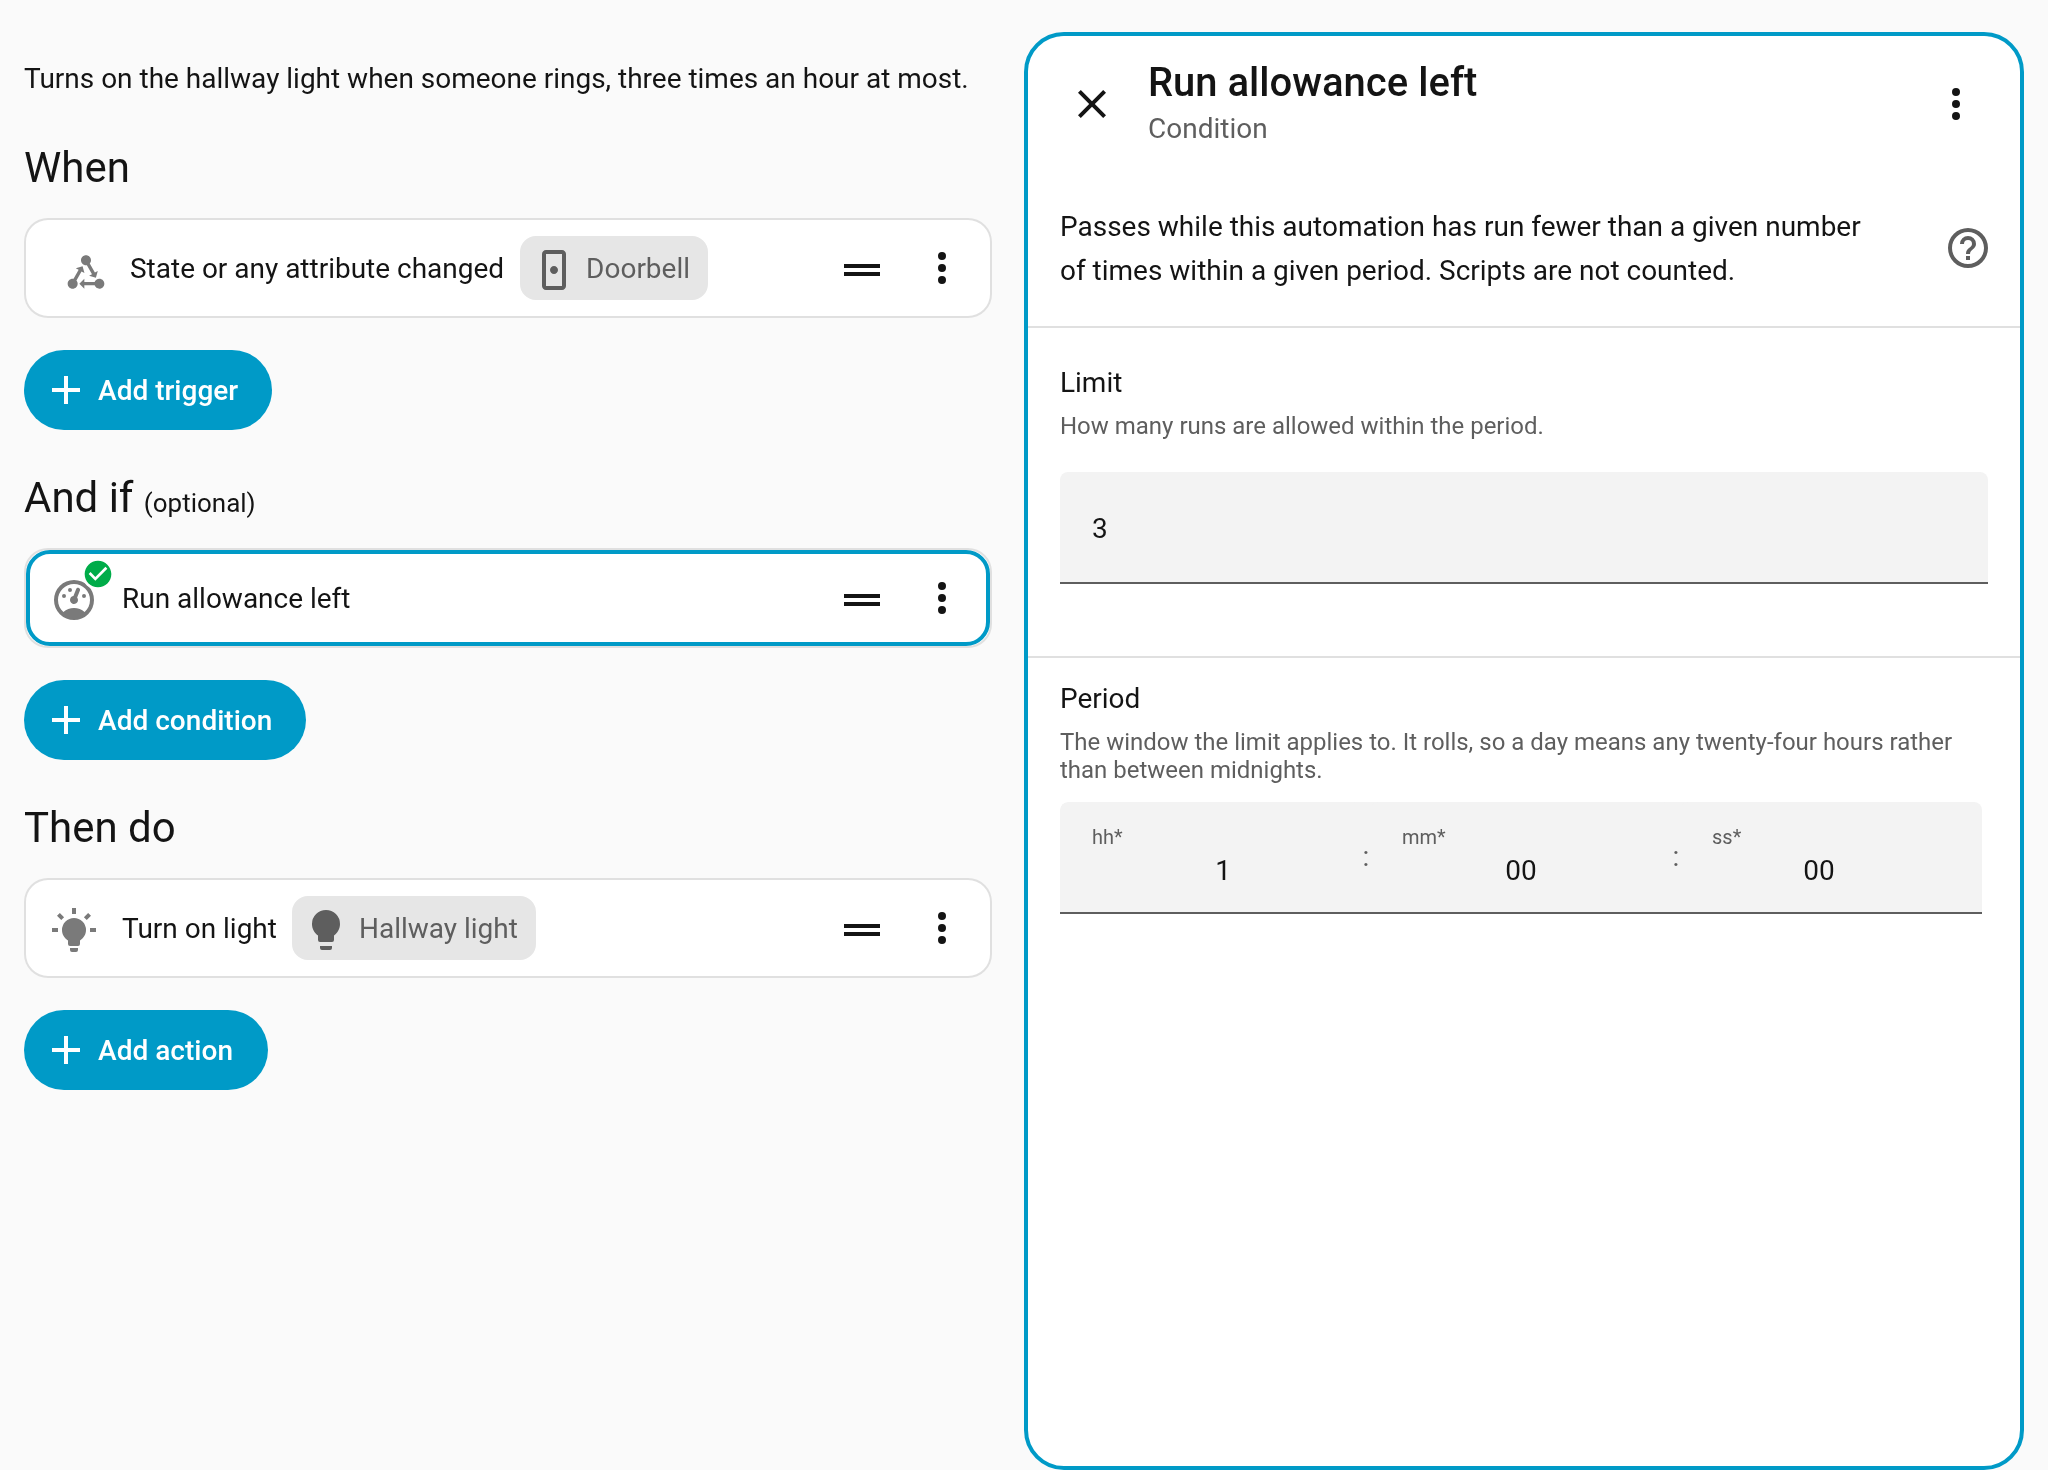 Turns on the hallway light when someone rings, three times an hour at most.
When
State or any attribute changed Doorbell
Add trigger
And if (optional)
Run allowance left
Add condition
Then do
Turn on light Hallway light
Add action
Run allowance left
Condition
Passes while this automation has run fewer than a given number
of times within a given period. Scripts are not counted.
Limit
How many runs are allowed within the period.
3
Period
The window the limit applies to. It rolls, so a day means any twenty-four hours rather
than between midnights.
hh* mm* ss*
1 : 00 : 00